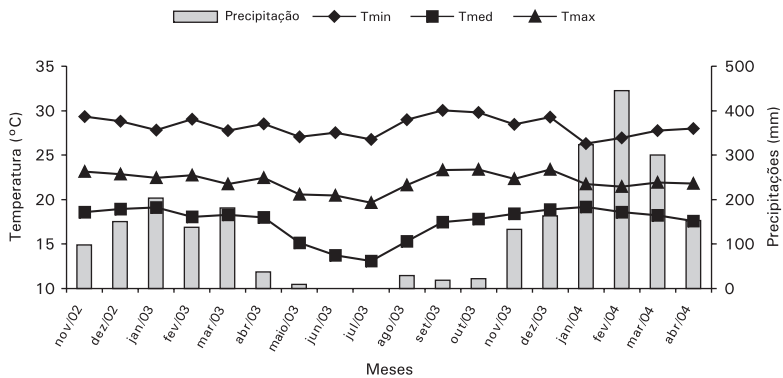 Precipitação Tmin Tmed Tmax
Temperatura (°C)
35
30
25
20
15
10
Precipitações (mm)
500
400
300
200
100
0
nov/02 dez/02 jan/03 fev/03 mar/03 abr/03 maio/03 jun/03 jul/03 ago/03 set/03 out/03 nov/03 dez/03 jan/04 fev/04 mar/04 abr/04
Meses